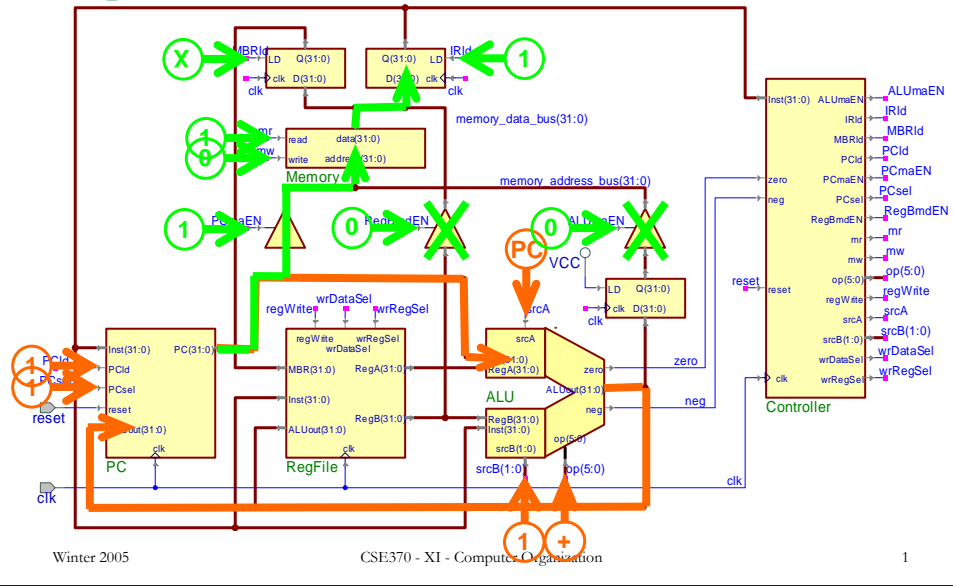 MBRld
LD
Q(31:0)
D(31:0)
clk
clk
X
Q(31:0)
LD
clk
clk
IRld
1
memory_data_bus(31:0)
1
mr
read
data(31:0)
0
mw
write
Memory
memory_address_bus(31:0)
1
0
RegBmdEN
0
PC
VCC
LD
Q(31:0)
clk
D(31:0)
clk
Inst(31:0)
ALUmaEN
ALUmaEN
IRld
IRld
MBRld
MBRld
PCld
PCld
zero
PCmaEN
PCmaEN
neg
PCsel
PCsel
RegBmdEN
RegBmdEN
mr
mr
mw
mw
reset
reset
op(5:0)
op(5:0)
regWrite
regWrite
srcA
srcA
srcB(1:0)
srcB(1:0)
wrDataSel
wrDataSel
clk
wrRegSel
wrRegSel
Controller
regWrite
wrDataSel
wrRegSel
regWrite
wrRegSel
wrDataSel
srcA
srcA
Inst(31:0)
PC(31:0)
1
PCld
1
PCsel
reset
reset
clk
PC
MBR(31:0)
RegA(31:0)
Inst(31:0)
RegB(31:0)
ALUout(31:0)
clk
RegFile
RegA(31:0)
zero
zero
ALU
ALUout(31:0)
RegB(31:0)
neg
neg
Inst(31:0)
op(5:0)
srcB(1:0)
srcB(1:0)
op(5:0)
clk
clk
1
+
Winter 2005
CSE370 - XI - Computer Organization
1